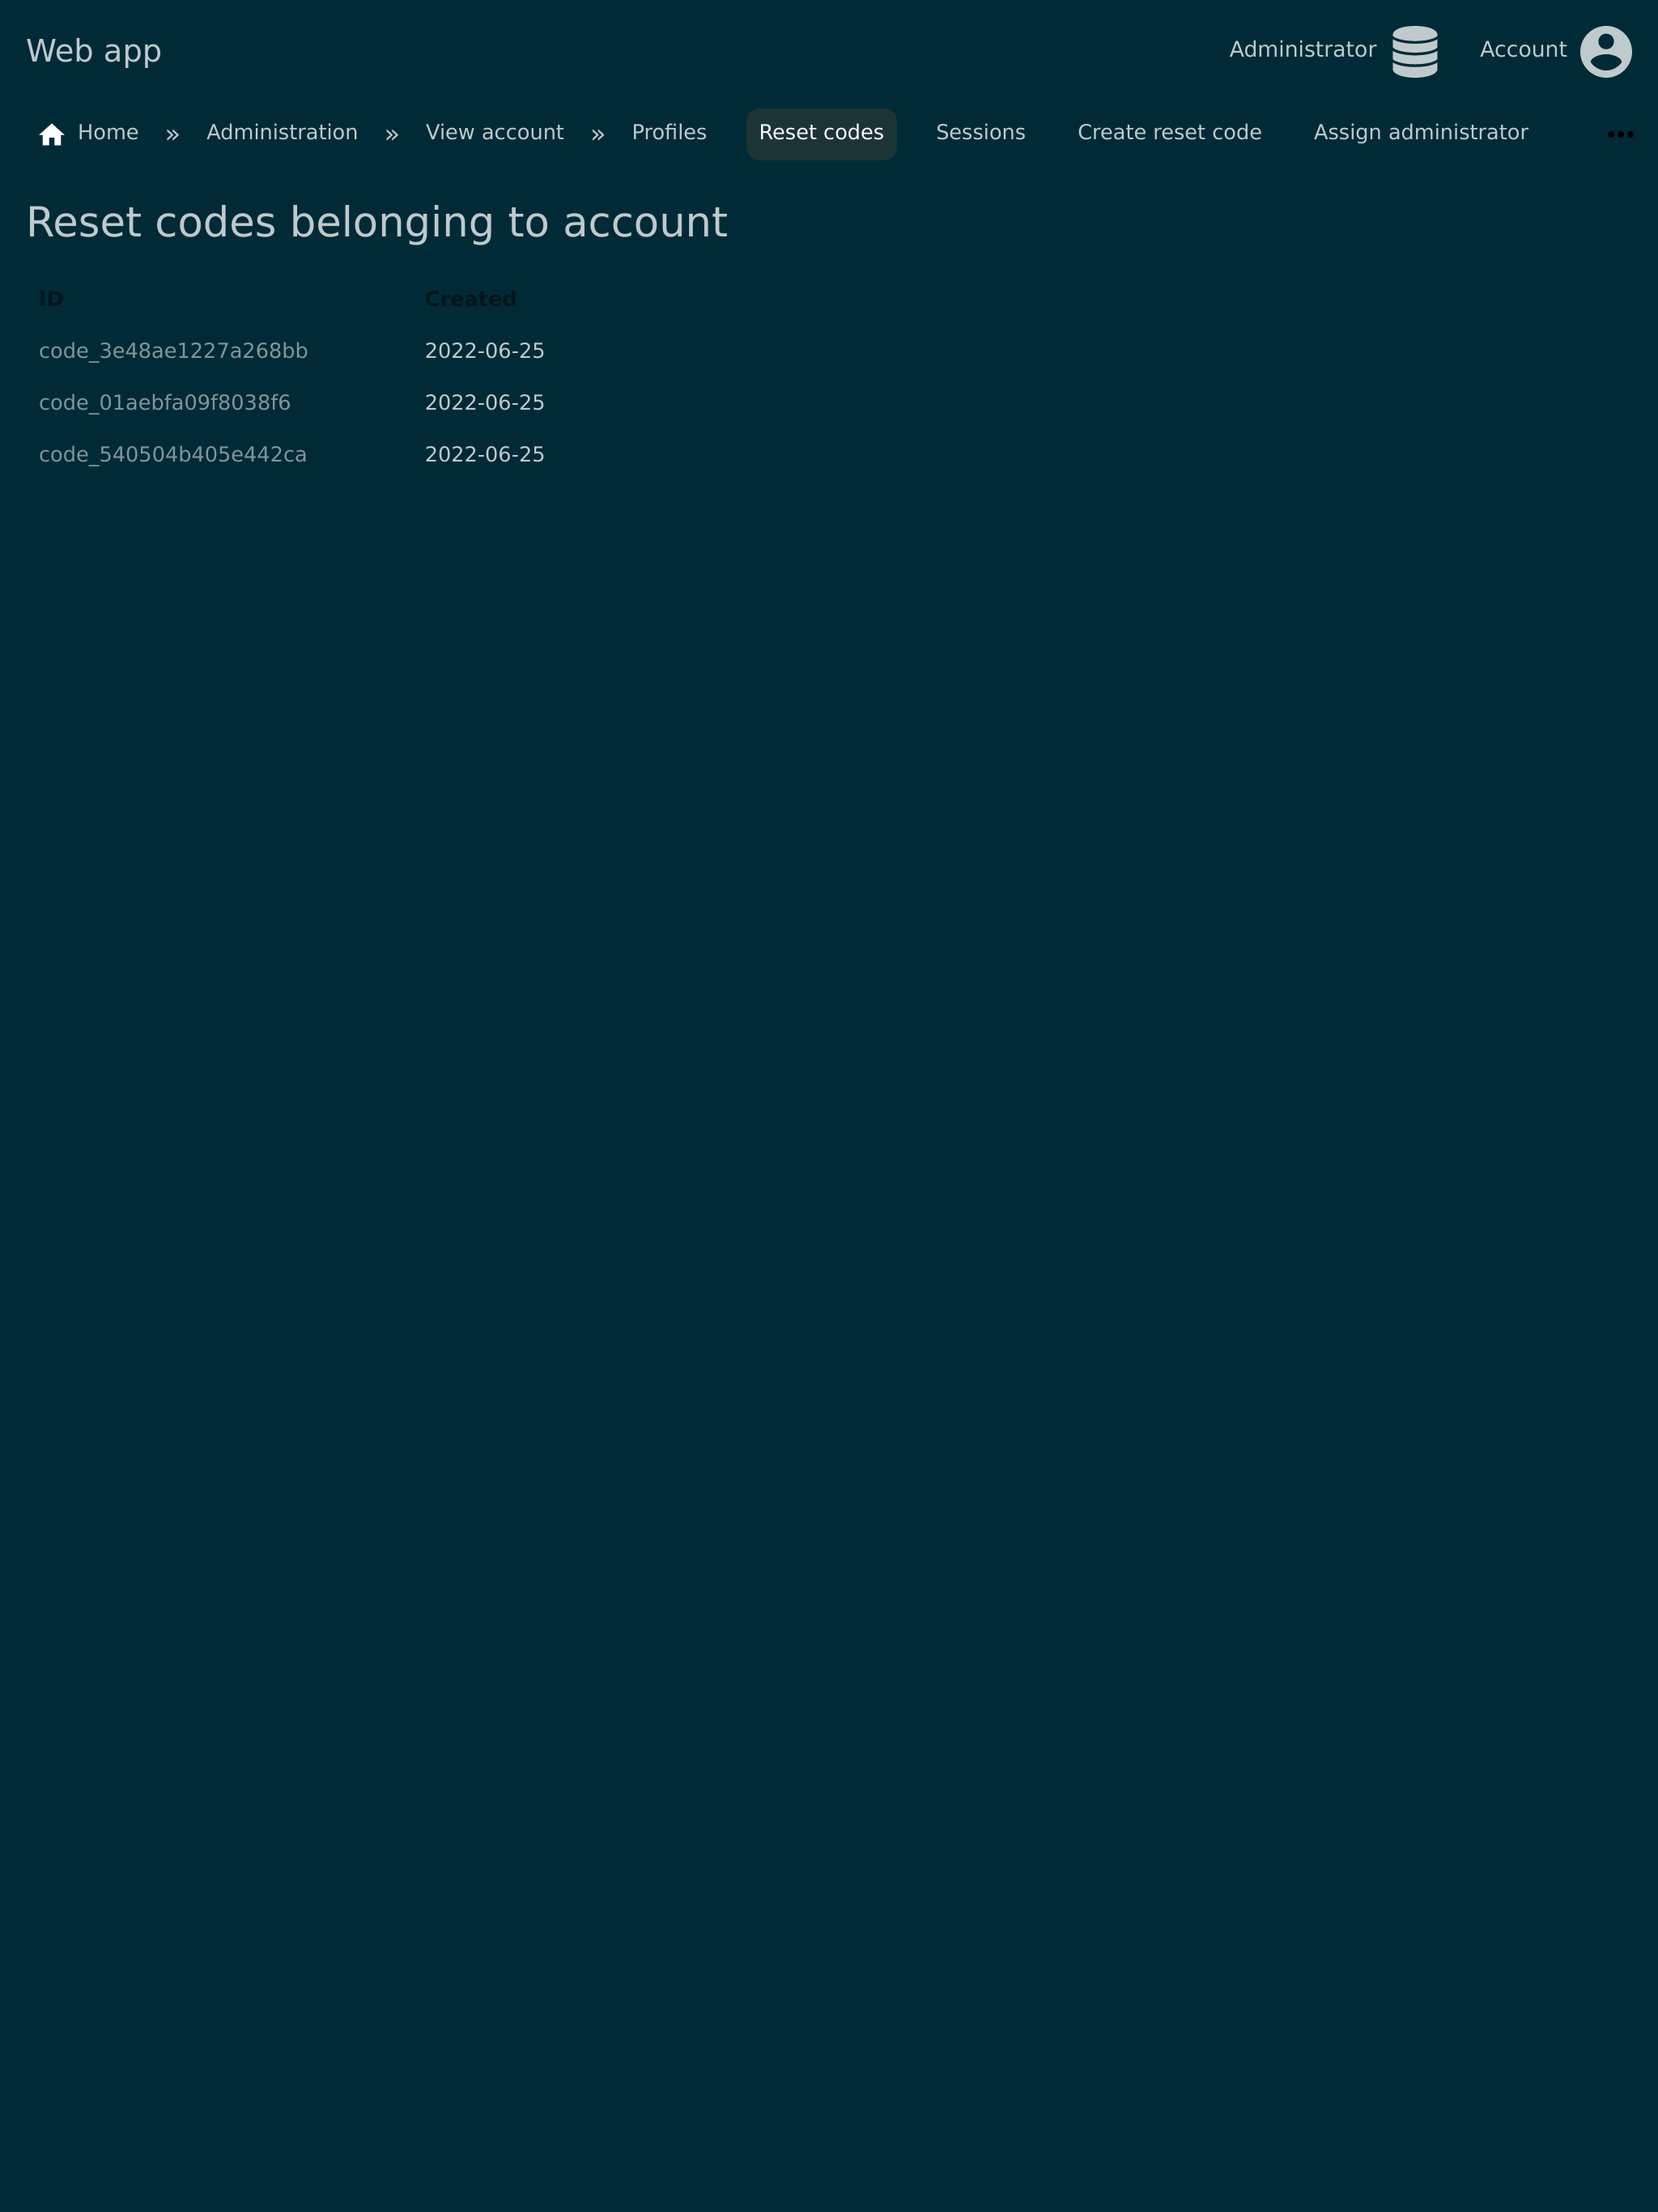 Web app
Administrator
Account
Home » Administration » View account » Profiles Reset codes Sessions Create reset code Assign administrator
Reset codes belonging to account
ID Created
code_3e48ae1227a268bb 2022-06-25
code_01aebfa09f8038f6 2022-06-25
code_540504b405e442ca 2022-06-25